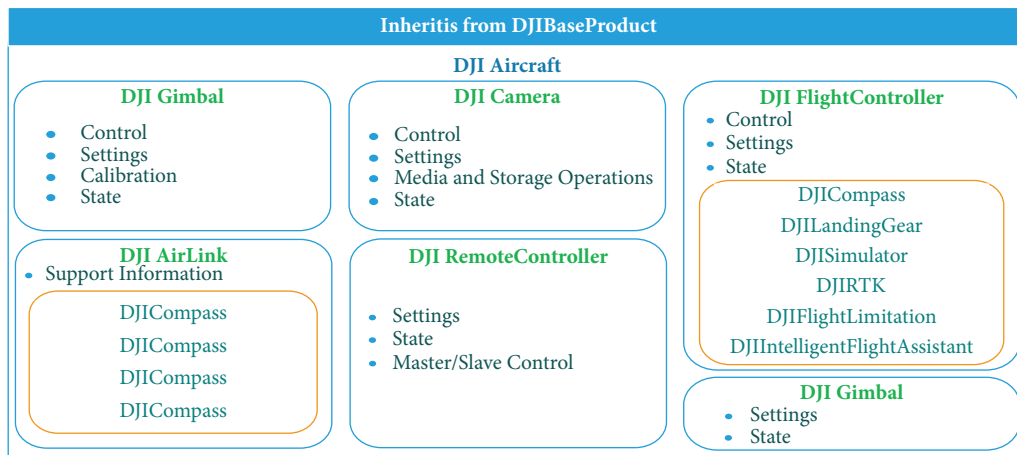 Inheritis from DJIBaseProduct
DJI Aircraft
DJI Gimbal
• Control
• Settings
• Calibration
• State
DJI Camera
• Control
• Settings
• Media and Storage Operations
• State
DJI FlightController
• Control
• Settings
• State
DJICompass
DJILandingGear
DJISimulator
DJIRTK
DJIFlightLimitation
DJIIntelligentFlightAssistant
DJI AirLink
• Support Information
DJICompass
DJICompass
DJICompass
DJICompass
DJI RemoteController
• Settings
• State
• Master/Slave Control
DJI Gimbal
• Settings
• State